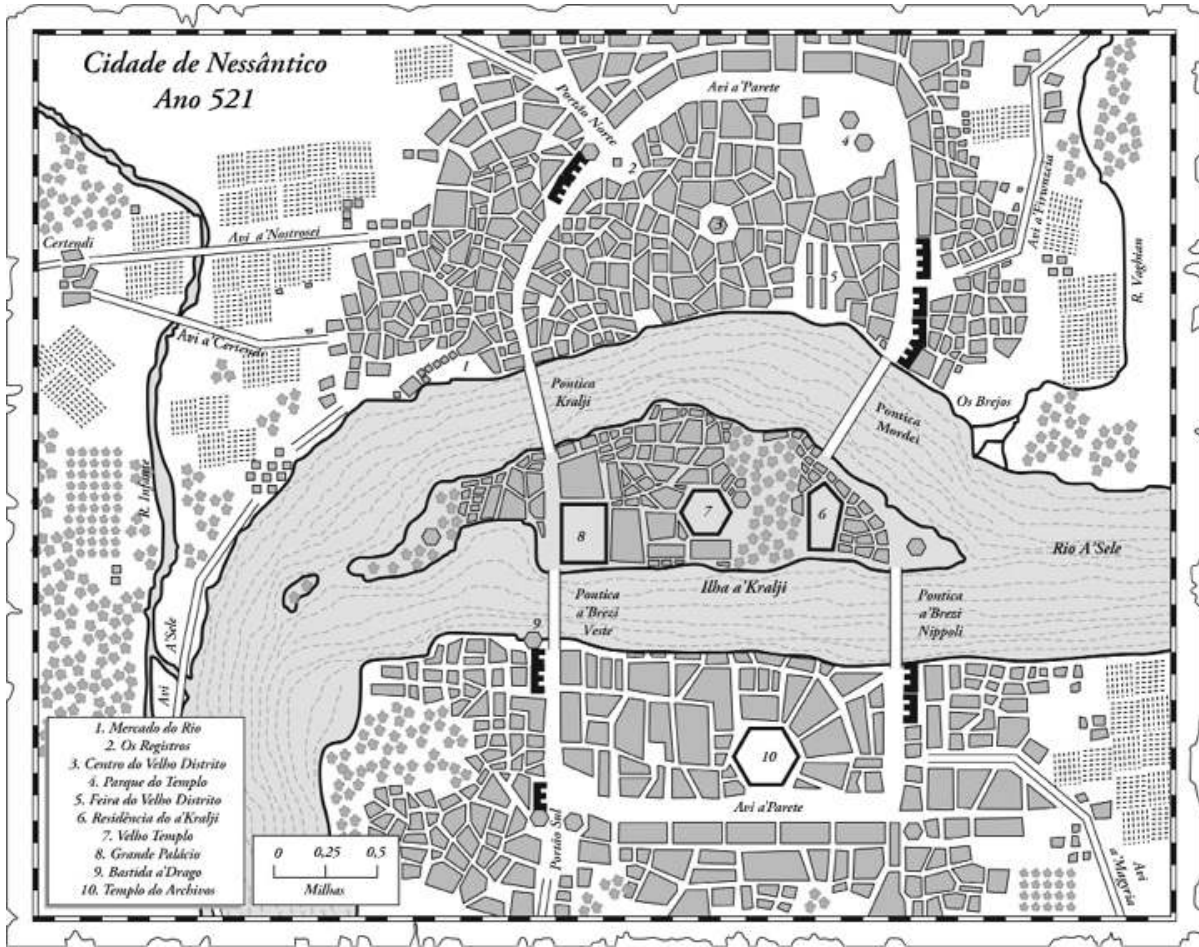 Cidade de Nessântico
Ano 521
Avi a'Parete
Portão Norte
4
2
3
5
Certendi
Avi a'Nostrosei
Avi a'Firenzcia
R. Vaghian
Avi a'Certendi
1
Pontica
Kralji
Pontica
Mordei
Os Brejos
R. Infante
7
6
8
Rio A'Sele
Ilha a'Kralji
Pontica
a'Brezi
Veste
Pontica
a'Brezi
Nippoli
9
Avi
A'Sele
10
Avi a'Parete
Portão Sul
Avi
a'Magyria
1. Mercado do Rio
2. Os Registros
3. Centro do Velho Distrito
4. Parque do Templo
5. Feira do Velho Distrito
6. Residência do a'Kralji
7. Velho Templo
8. Grande Palácio
9. Bastida a'Drago
10. Templo do Archivos
0 0,25 0,5
Milhas